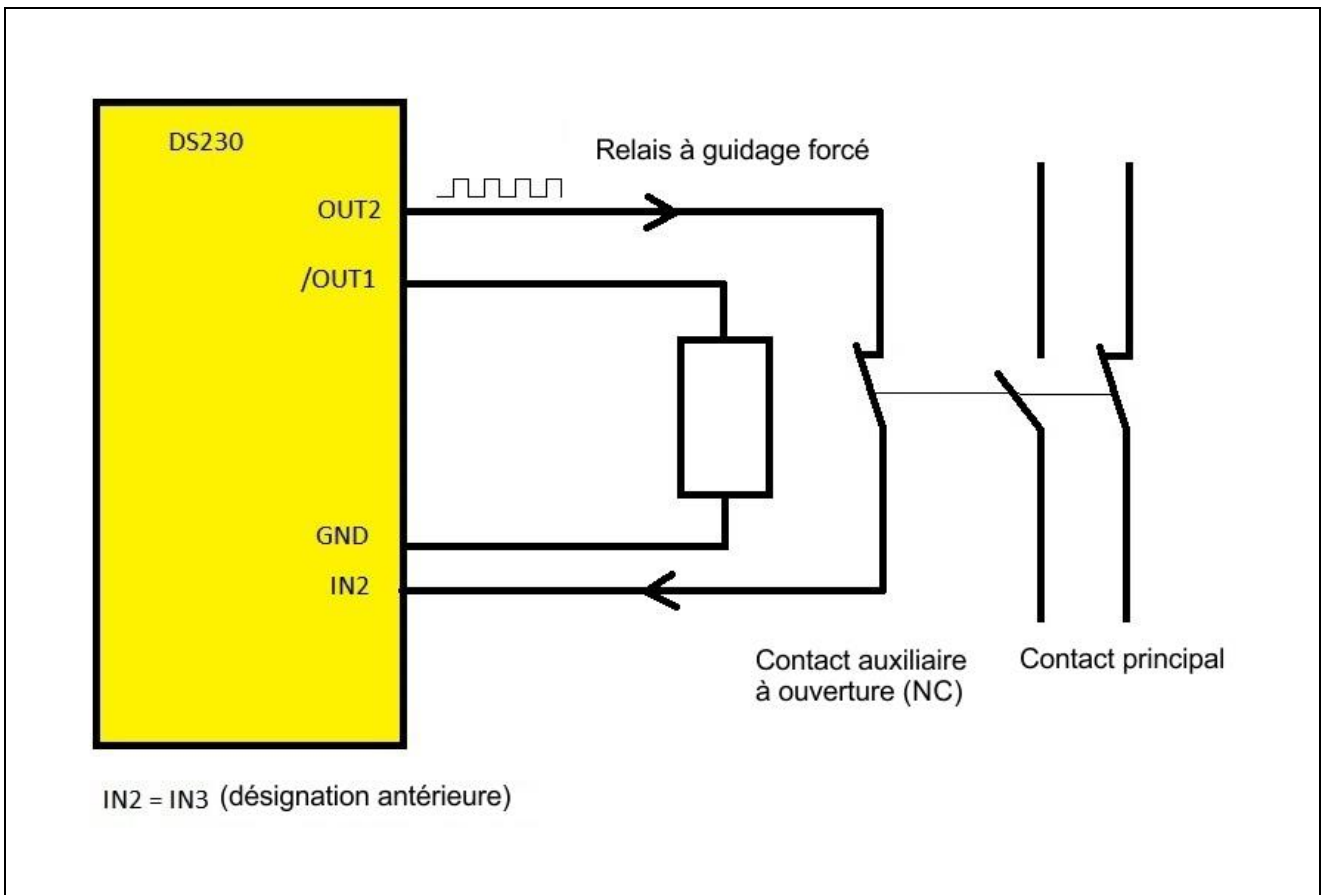 DS230
Relais à guidage forcé
OUT2
/OUT1
GND
IN2
Contact auxiliaire
à ouverture (NC)
Contact principal
IN2 = IN3 (désignation antérieure)